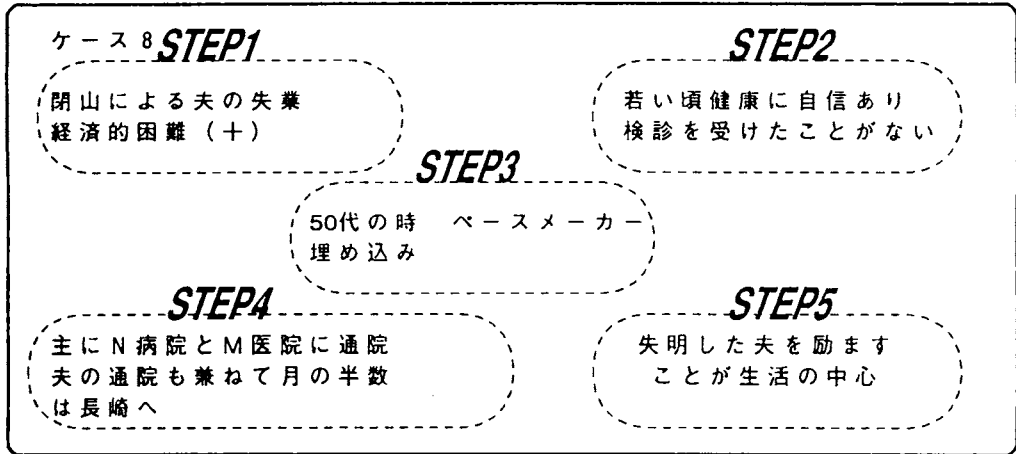 ケース8
STEP1
閉山による夫の失業
経済的困難（＋）
STEP2
若い頃健康に自信あり
検診を受けたことがない
STEP3
50代の時　ペースメーカー
埋め込み
STEP4
主にN病院とM医院に通院
夫の通院も兼ねて月の半数
は長崎へ
STEP5
失明した夫を励ます
ことが生活の中心